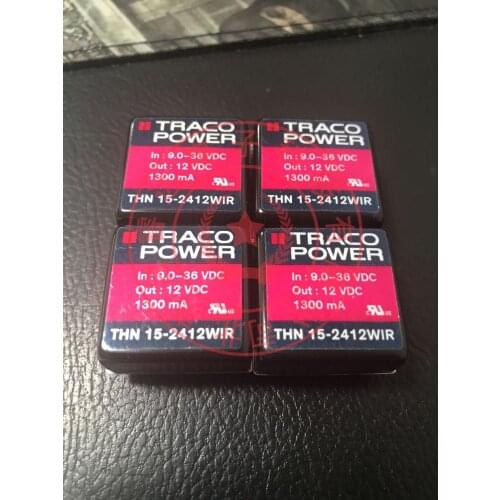 TRACO
POWER
In : 9.0-36 VDC
Out : 12 VDC
1300 mA
THN 15-2412WIR
TRACO
POWER
In : 9.0-36 VDC
Out : 12 VDC
1300 mA
THN 15-2412WIR
TRACO
POWER
In : 9.0-36 VDC
Out : 12 VDC
1300 mA
THN 15-2412WIR
TRACO
POWER
In : 9.0-36 VDC
Out : 12 VDC
1300 mA
THN 15-2412WIR